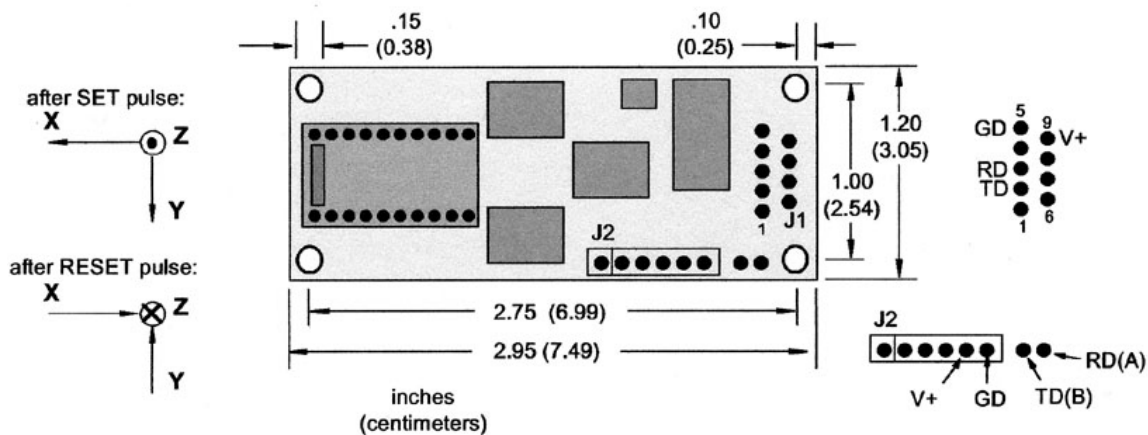 .15
(0.38)
.10
(0.25)
after SET pulse:
X
Z
Y
after RESET pulse:
X
Z
Y
1.20
(3.05)
1.00
(2.54)
J2
1
J1
2.75 (6.99)
2.95 (7.49)
inches
(centimeters)
5
9
GD
V+
RD
TD
1
6
J2
V+
GD
TD(B)
RD(A)